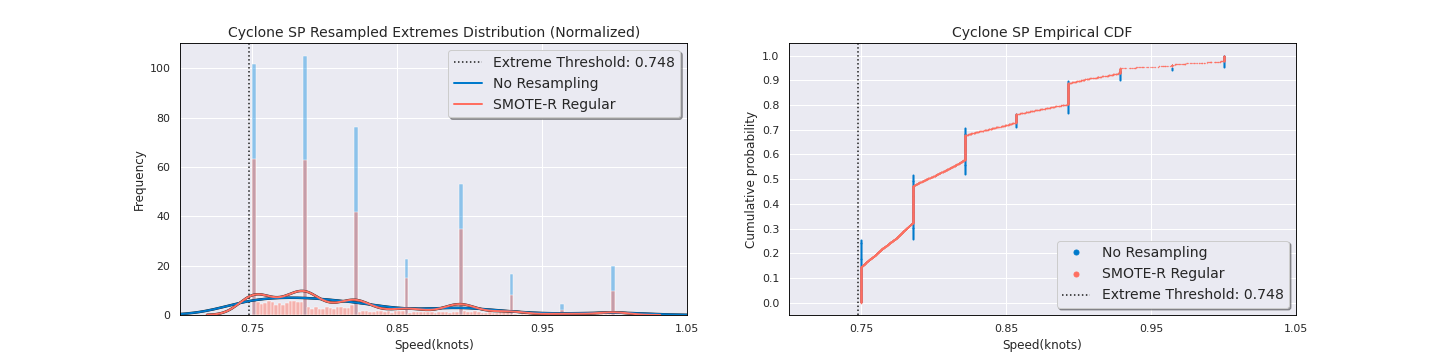 Cyclone SP Resampled Extremes Distribution (Normalized)
Frequency
100
80
60
40
20
0
Extreme Threshold: 0.748
No Resampling
SMOTE-R Regular
0.75
0.85
0.95
1.05
Speed(knots)
Cyclone SP Empirical CDF
Cumulative probability
1.0
0.9
0.8
0.7
0.6
0.5
0.4
0.3
0.2
0.1
0.0
No Resampling
SMOTE-R Regular
Extreme Threshold: 0.748
0.75
0.85
0.95
1.05
Speed(knots)